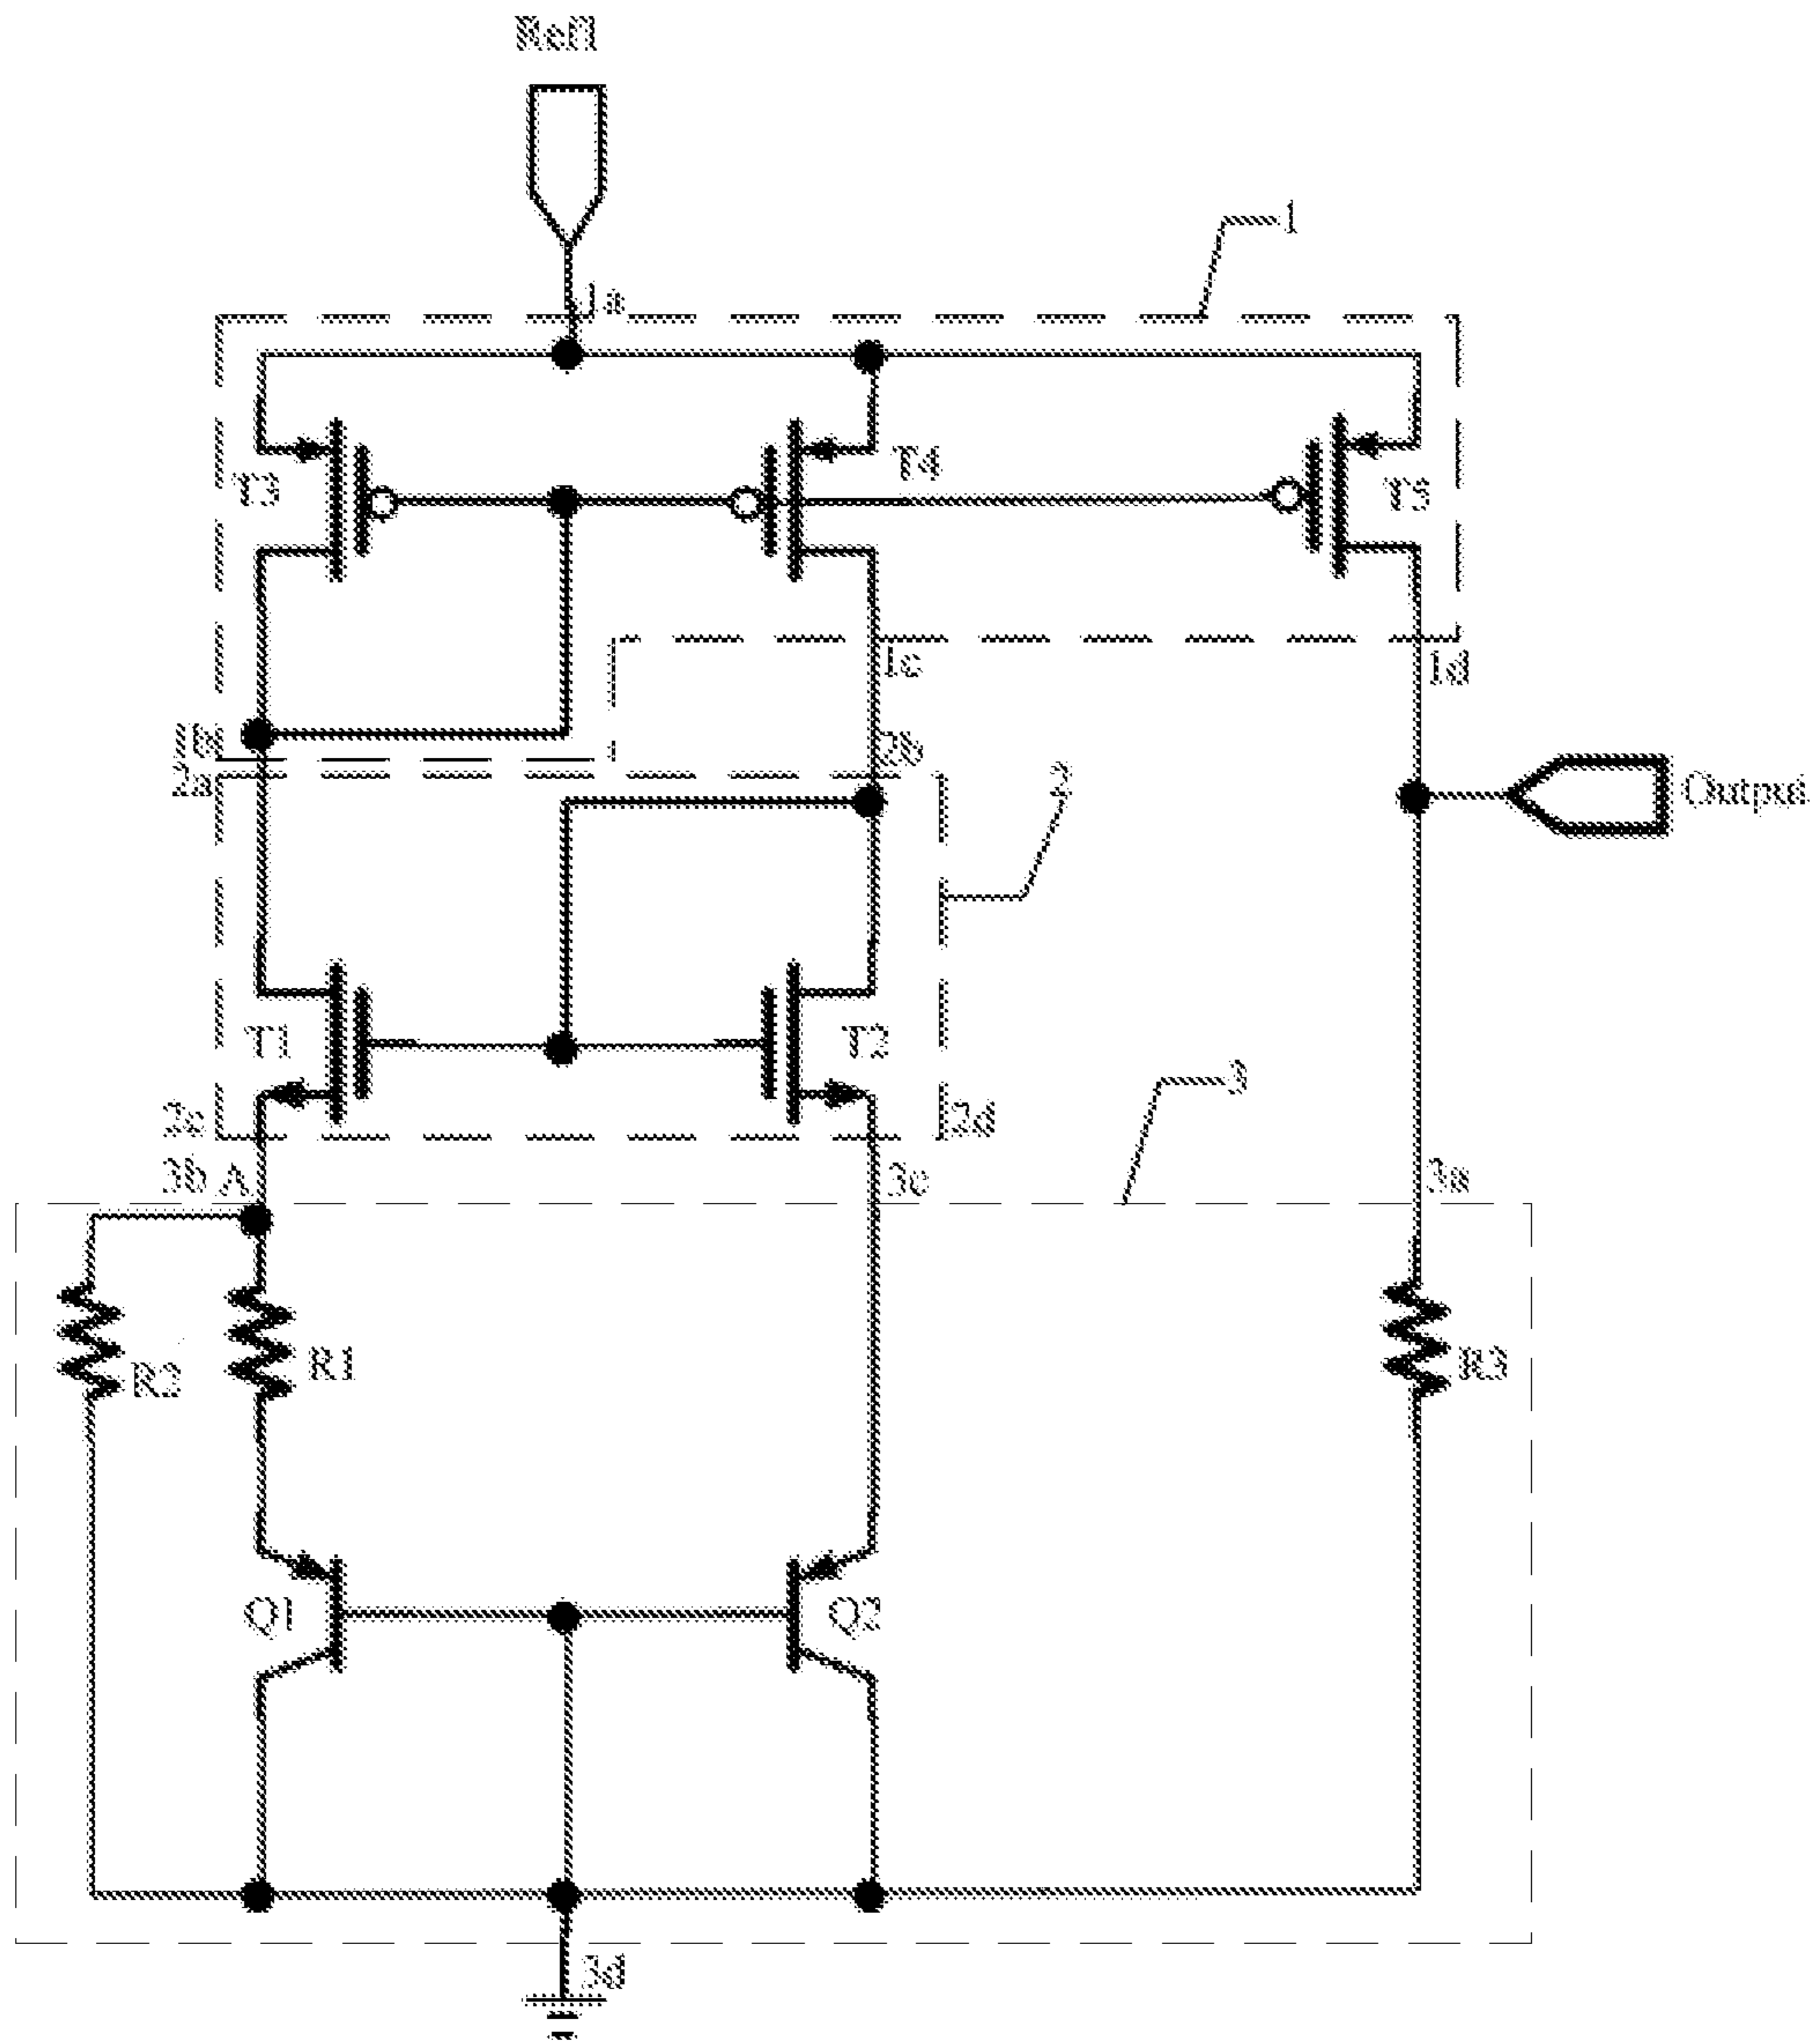 Ref1
1
1a
T3
T4
T5
1c
1d
1b
2a
2b
2
Output
T1
T2
2c
2d
3
3b A
3c
3a
R2
R1
R3
Q1
Q2
3d